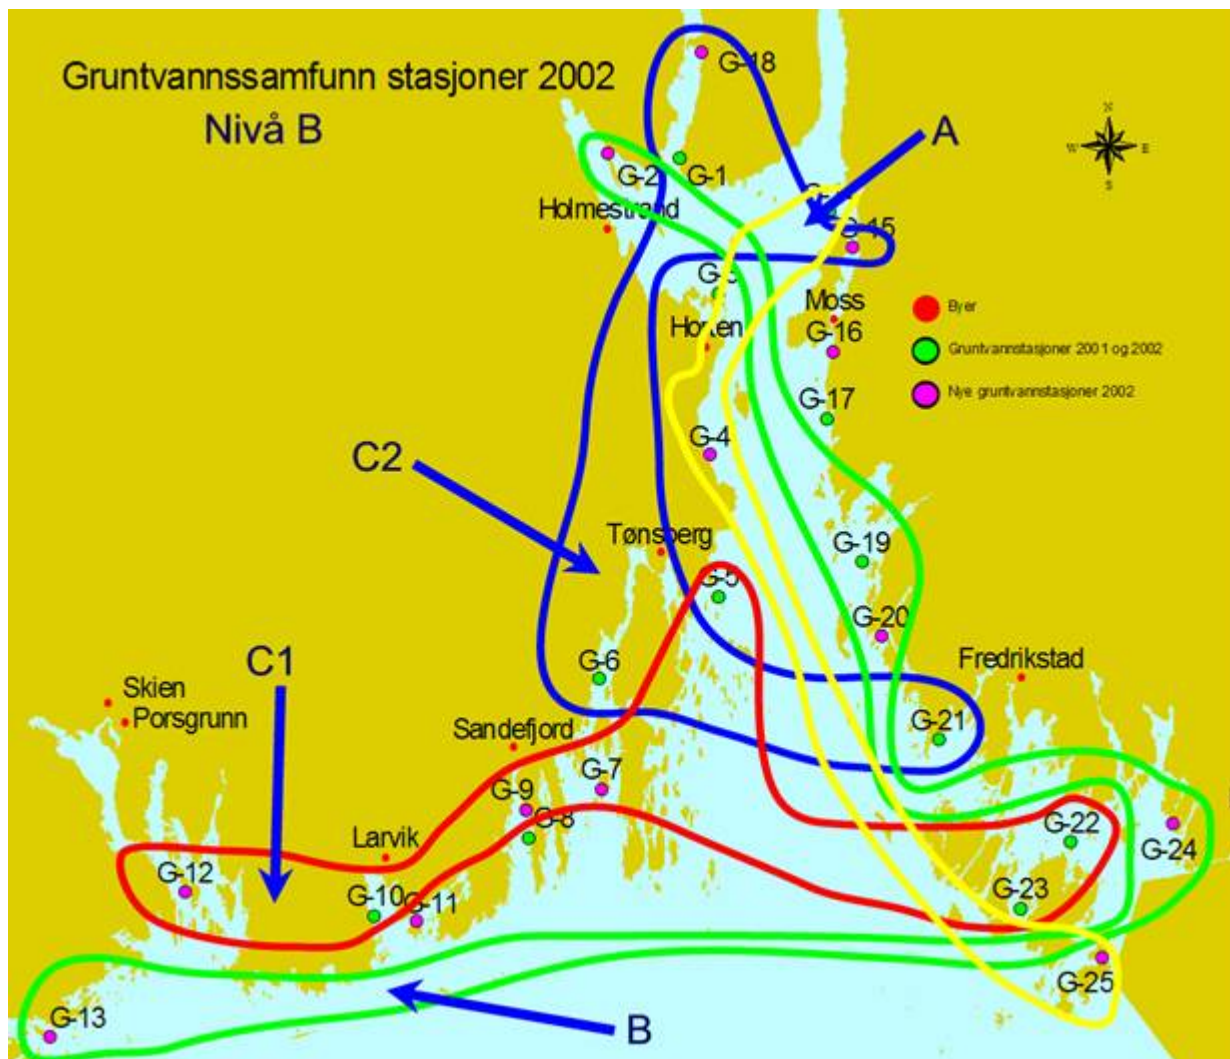 Gruntvannssamfunn stasjoner 2002
Nivå B
G-18
A
N
W
E
S
G-2
G-1
Holmestrand
G-15
Moss
Horten
G-16
Byer
Gruntvannstasjoner 2001 og 2002
Nye gruntvannstasjoner 2002
G-17
G-4
C2
Tønsberg
G-19
G-5
G-20
C1
G-6
Fredrikstad
Skien
Porsgrunn
G-21
Sandefjord
G-7
G-9
G-8
G-22
G-24
Larvik
G-12
G-10
G-11
G-23
G-25
G-13
B